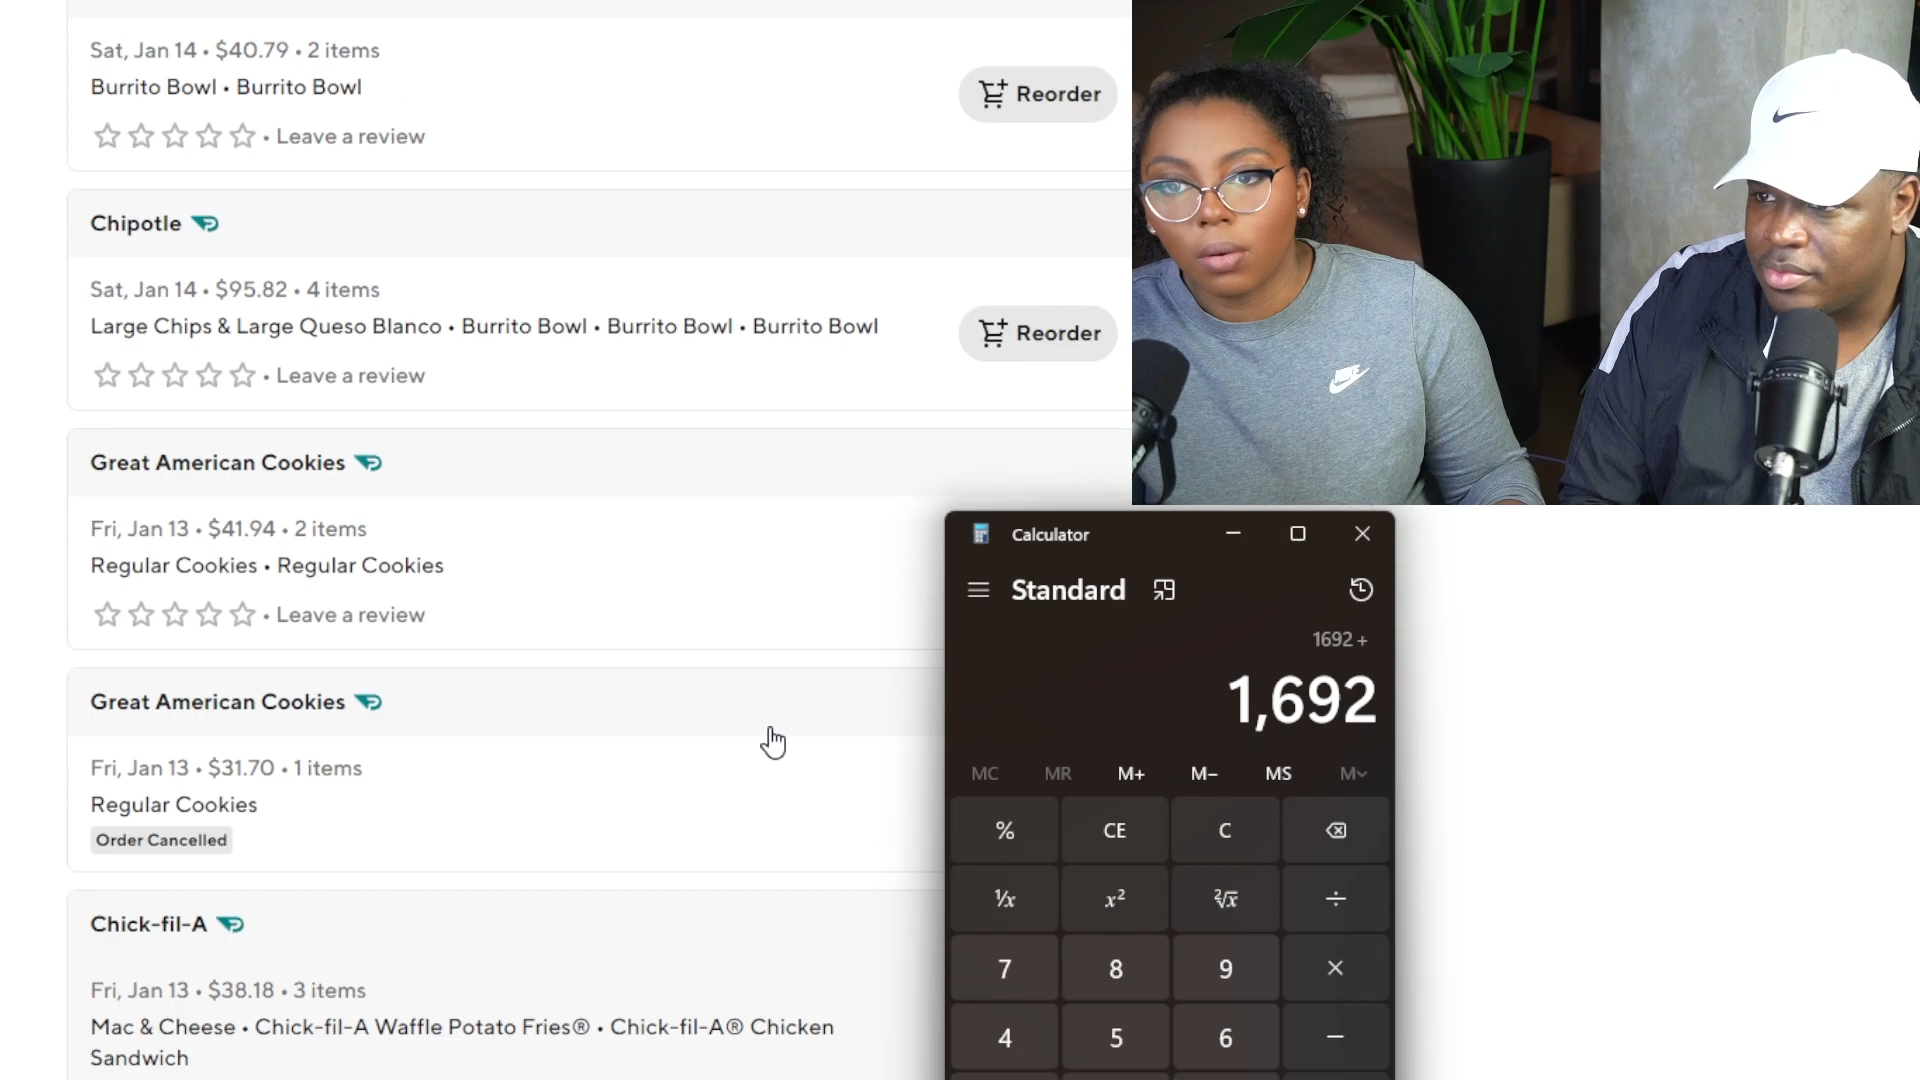 Sat, Jan 14 • $40.79 • 2 items
Burrito Bowl • Burrito Bowl
• Leave a review
Reorder
Chipotle
Sat, Jan 14 • $95.82 • 4 items
Large Chips & Large Queso Blanco • Burrito Bowl • Burrito Bowl • Burrito Bowl
• Leave a review
Reorder
Great American Cookies
Fri, Jan 13 • $41.94 • 2 items
Regular Cookies • Regular Cookies
• Leave a review
Great American Cookies
Fri, Jan 13 • $31.70 • 1 items
Regular Cookies
Order Cancelled
Chick-fil-A
Fri, Jan 13 • $38.18 • 3 items
Mac & Cheese • Chick-fil-A Waffle Potato Fries® • Chick-fil-A® Chicken
Sandwich
NIKE
Calculator
Standard
1692 +
1,692
MC MR M+ M− MS M
% CE C
⅟x x² ²√x ÷
7 8 9 ×
4 5 6 −